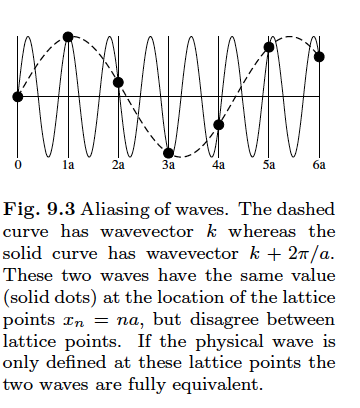 0 1a 2a 3a 4a 5a 6a
Fig. 9.3 Aliasing of waves. The dashed
curve has wavevector k whereas the
solid curve has wavevector k + 2π/a.
These two waves have the same value
(solid dots) at the location of the lattice
points xₙ = na, but disagree between
lattice points. If the physical wave is
only defined at these lattice points the
two waves are fully equivalent.